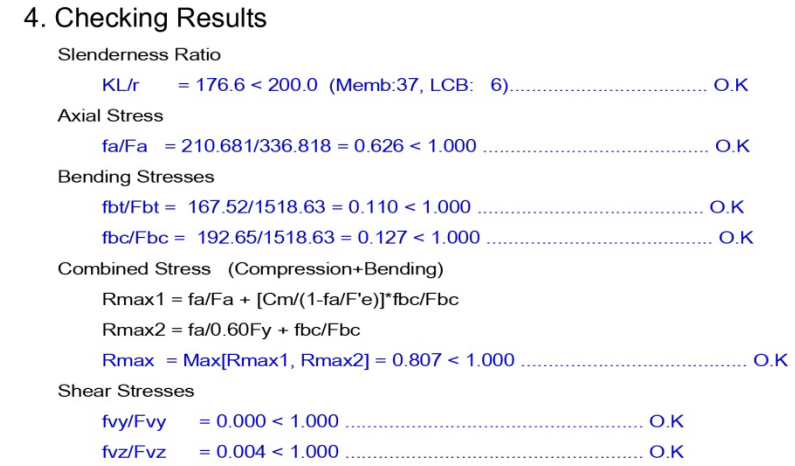 4. Checking Results
Slenderness Ratio
KL/r = 176.6 < 200.0 (Memb:37, LCB: 6)..................................... O.K
Axial Stress
fa/Fa = 210.681/336.818 = 0.626 < 1.000 .......................................... O.K
Bending Stresses
fbt/Fbt = 167.52/1518.63 = 0.110 < 1.000 .......................................... O.K
fbc/Fbc = 192.65/1518.63 = 0.127 < 1.000 .......................................... O.K
Combined Stress (Compression+Bending)
Rmax1 = fa/Fa + [Cm/(1-fa/F'e)]*fbc/Fbc
Rmax2 = fa/0.60Fy + fbc/Fbc
Rmax = Max[Rmax1, Rmax2] = 0.807 < 1.000 .......................................... O.K
Shear Stresses
fvy/Fvy = 0.000 < 1.000 ....................................................... O.K
fvz/Fvz = 0.004 < 1.000 ....................................................... O.K